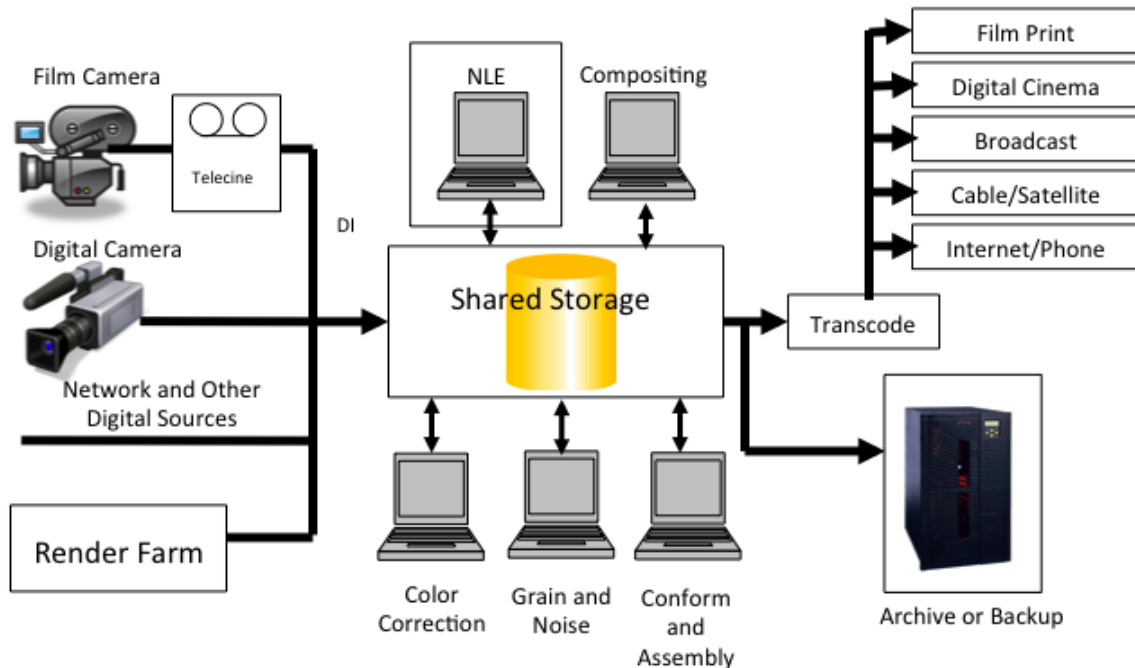 Film Camera
Telecine
Digital Camera
Network and Other
Digital Sources
Render Farm
DI
NLE
Compositing
Shared Storage
Color
Correction
Grain and
Noise
Conform
and
Assembly
Transcode
Film Print
Digital Cinema
Broadcast
Cable/Satellite
Internet/Phone
Archive or Backup